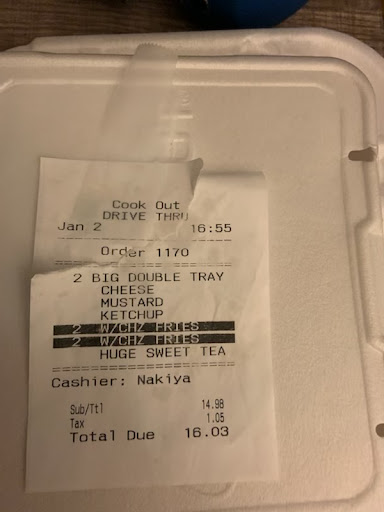 Cook Out
DRIVE THRU
Jan 2 16:55
Order 1170
2 BIG DOUBLE TRAY
CHEESE
MUSTARD
KETCHUP
2 W/CHZ FRIES
2 W/CHZ FRIES
HUGE SWEET TEA
Cashier: Nakiya
Sub/Ttl 14.98
Tax 1.05
Total Due 16.03